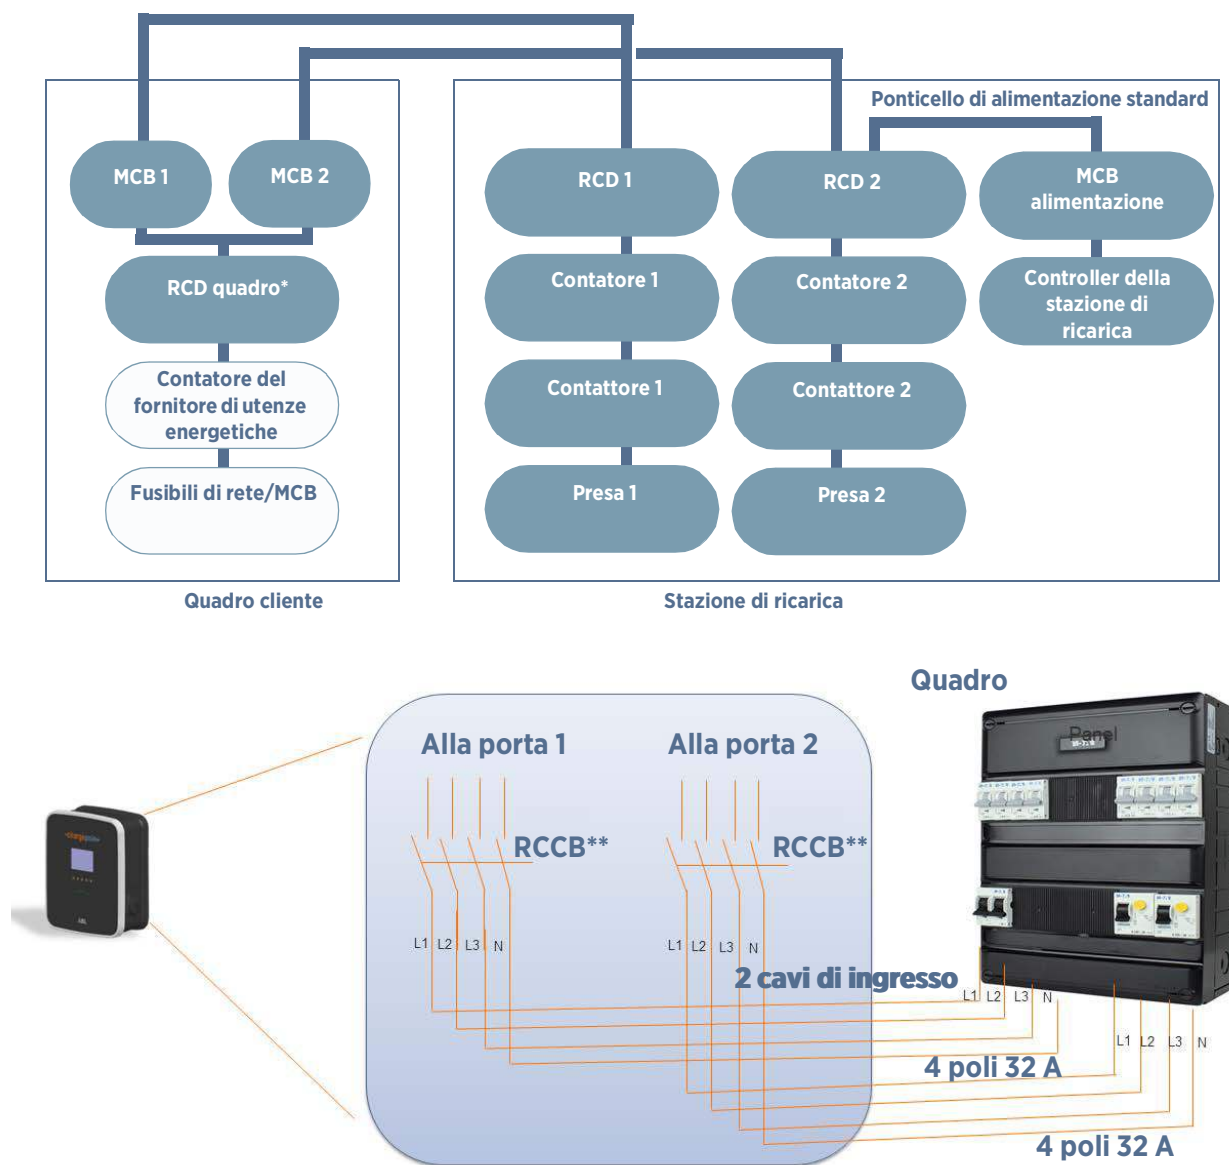 Ponticello di alimentazione standard
MCB 1
MCB 2
RCD 1
RCD 2
MCB
alimentazione
RCD quadro*
Contatore 1
Contatore 2
Controller della
stazione di
ricarica
Contatore del
fornitore di utenze
energetiche
Contattore 1
Contattore 2
Fusibili di rete/MCB
Presa 1
Presa 2
Quadro cliente
Stazione di ricarica
Quadro
Panel
Alla porta 1
Alla porta 2
RCCB**
RCCB**
L1 L2 L3 N
L1 L2 L3 N
2 cavi di ingresso
L1 L2 L3 N
L1 L2 L3 N
4 poli 32 A
4 poli 32 A